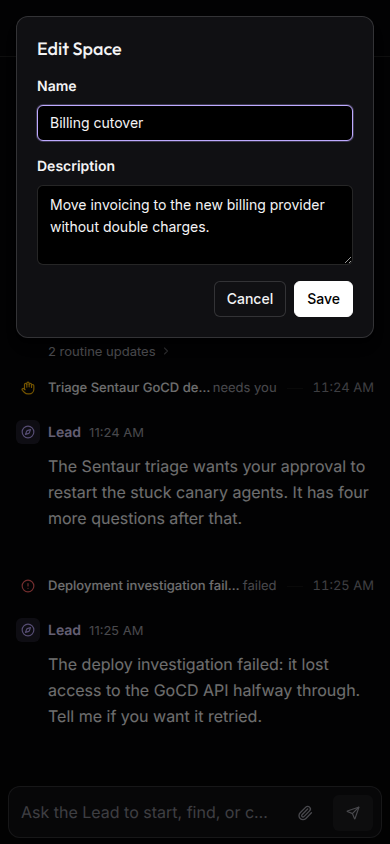 Edit Space
Name
Billing cutover
Description
Move invoicing to the new billing provider
without double charges.
Cancel
Save
2 routine updates
Triage Sentaur GoCD de... needs you 11:24 AM
Lead 11:24 AM
The Sentaur triage wants your approval to
restart the stuck canary agents. It has four
more questions after that.
Deployment investigation fail... failed 11:25 AM
Lead 11:25 AM
The deploy investigation failed: it lost
access to the GoCD API halfway through.
Tell me if you want it retried.
Ask the Lead to start, find, or c...